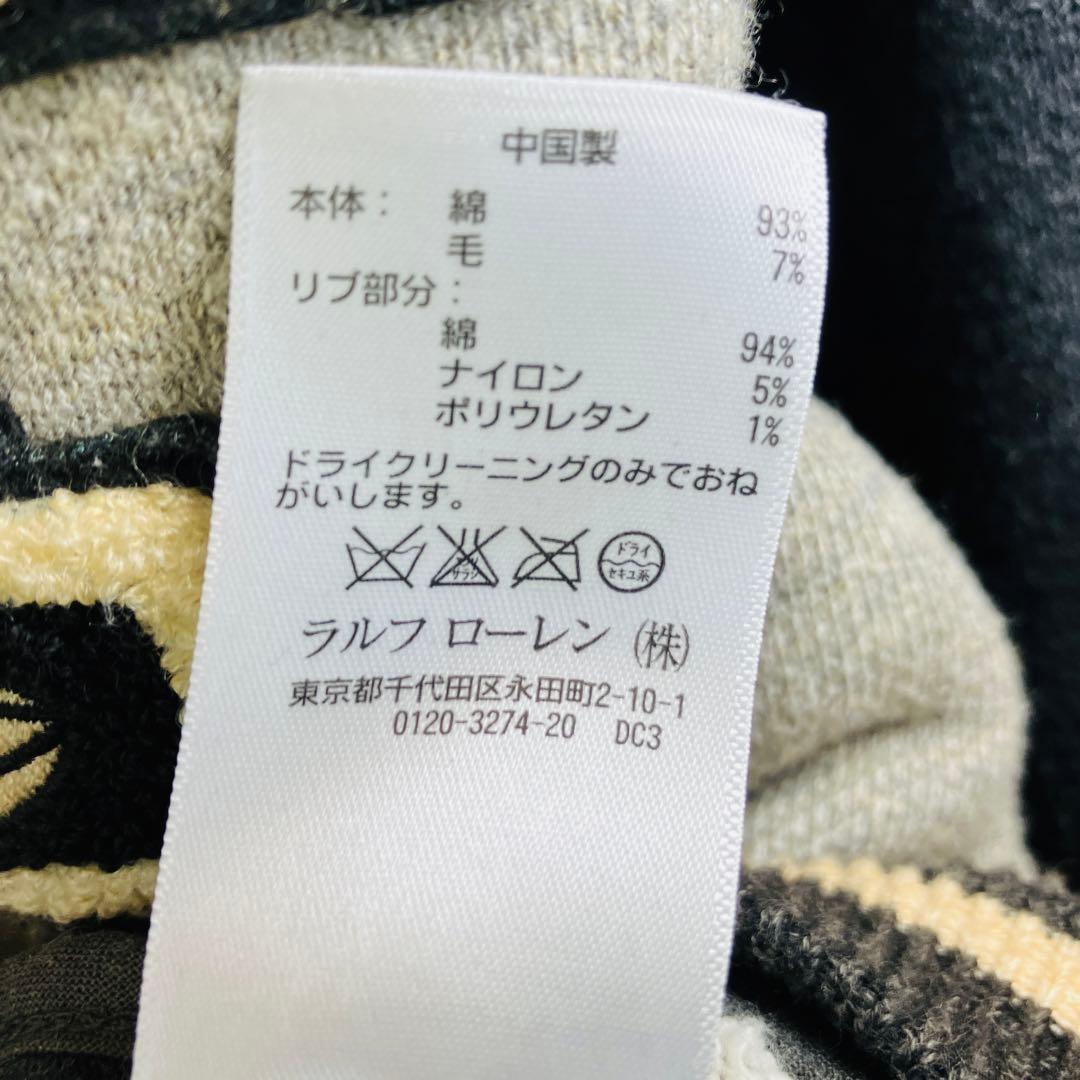 中国製
本体： 綿 93%
毛 7%
リブ部分：
綿 94%
ナイロン 5%
ポリウレタン 1%
ドライクリーニングのみでおね
がいします。
サラシ ドライ
セキユ系
ラルフ ローレン (株)
東京都千代田区永田町2-10-1
0120-3274-20 DC3